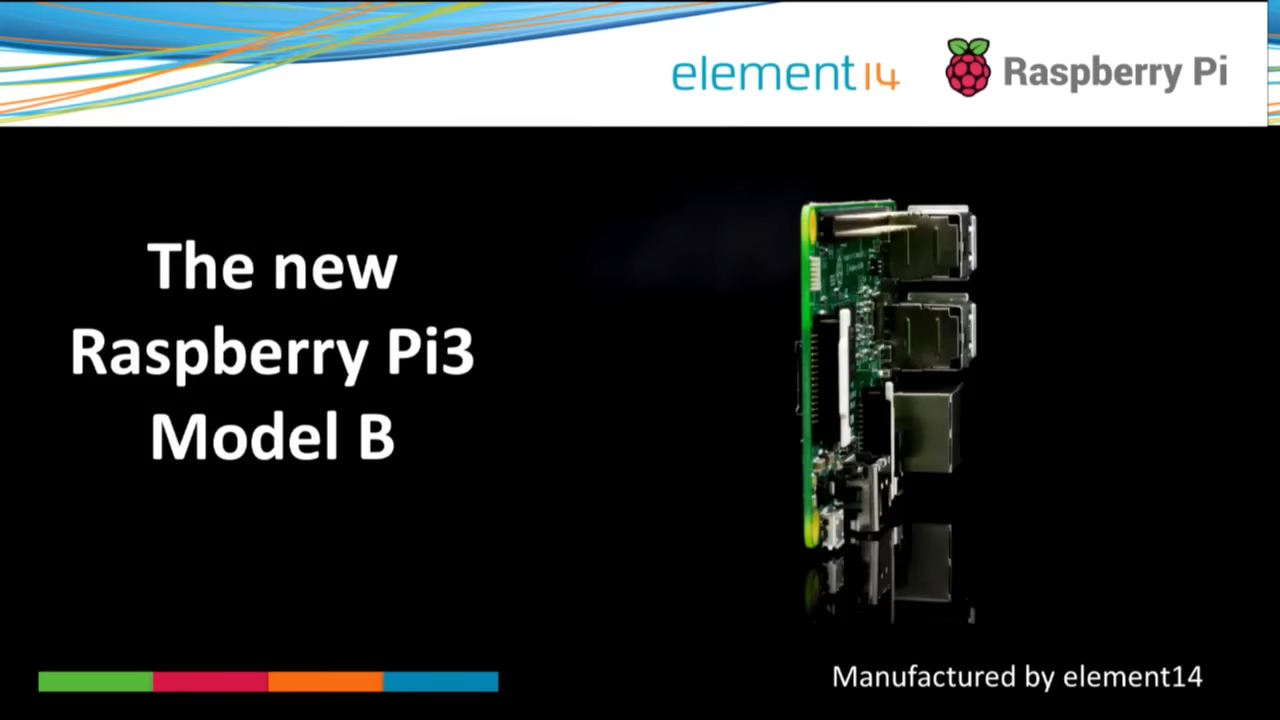 element14
Raspberry Pi
The new
Raspberry Pi3
Model B
Manufactured by element14